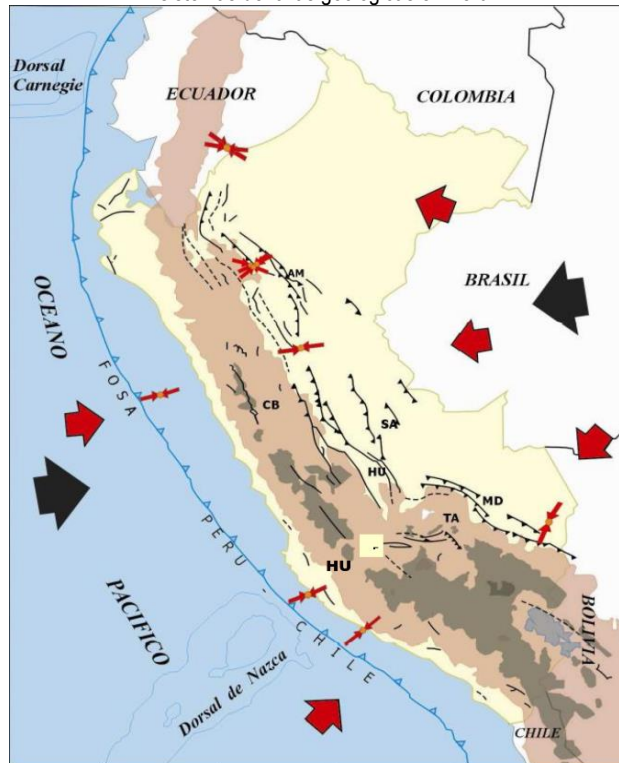 Dorsal
Carnegie
ECUADOR
COLOMBIA
AM
BRASIL
OCEANO
FOSA
CB
SA
HU
MD
TA
PERU - CHILE
HU
PACIFICO
BOLIVIA
Dorsal de Nazca
CHILE